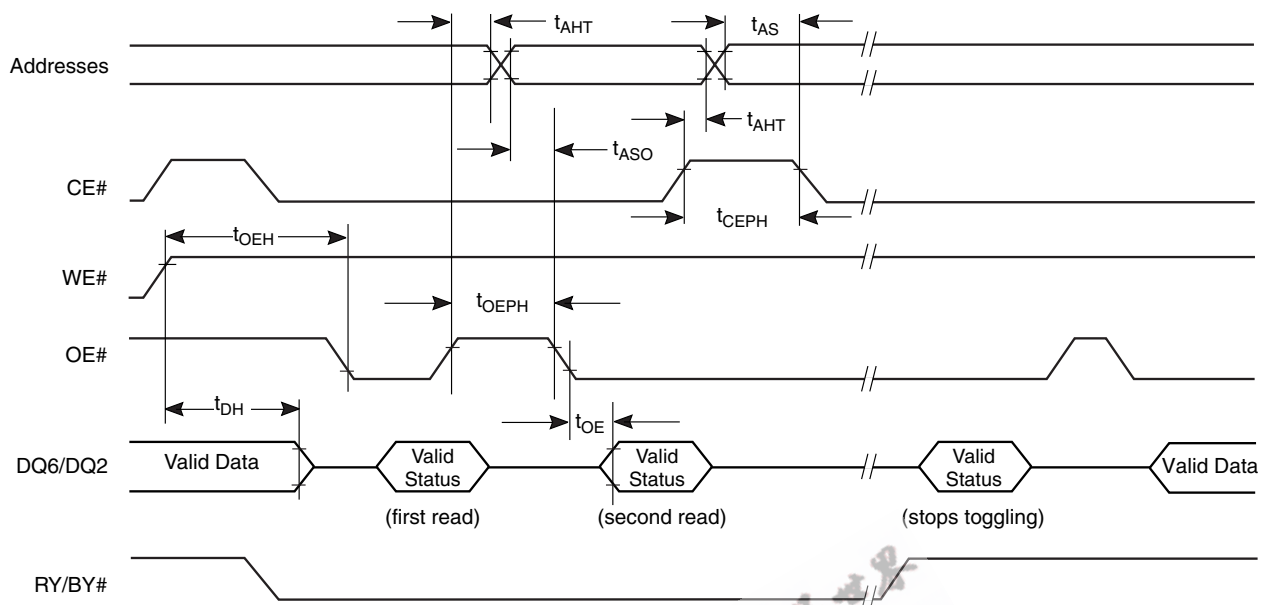 tAHT
tAS
Addresses
tAHT
tASO
CE#
tCEPH
tOEH
WE#
tOEPH
OE#
tDH
tOE
DQ6/DQ2
Valid Data
Valid
Status
Valid
Status
Valid
Status
Valid Data
(first read)
(second read)
(stops toggling)
RY/BY#